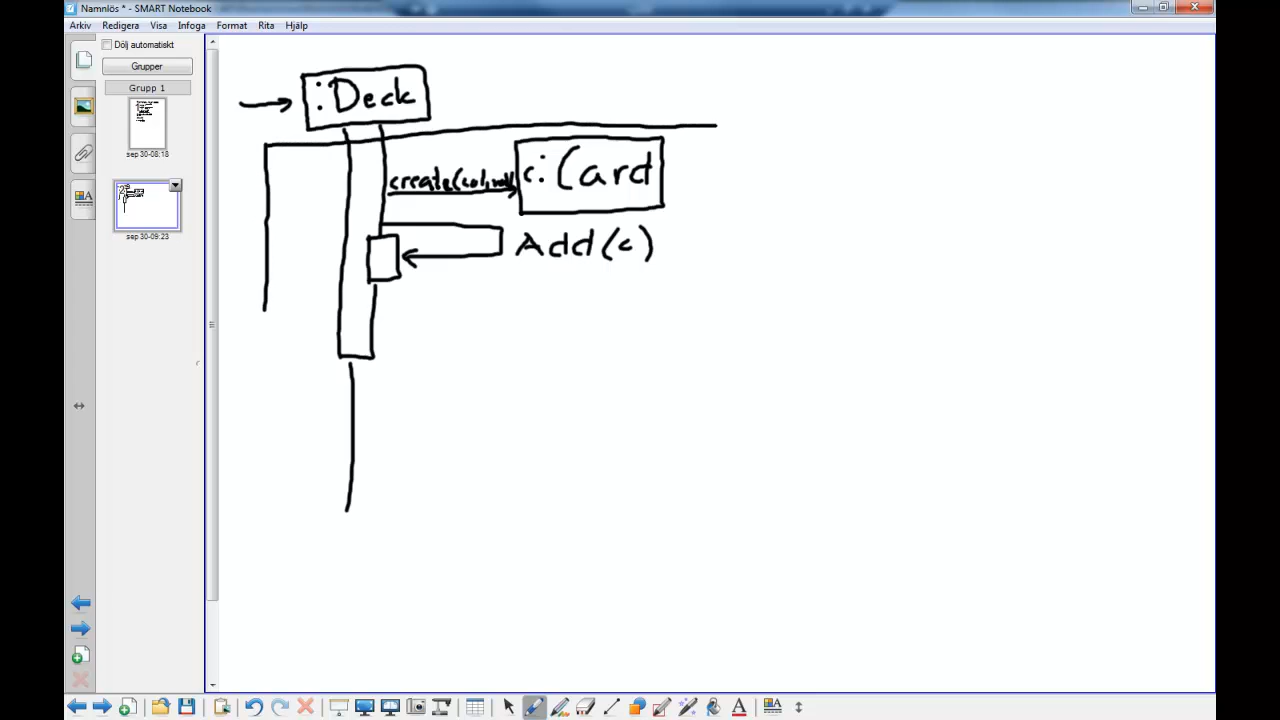 Namnlös * - SMART Notebook
Arkiv Redigera Visa Infoga Format Rita Hjälp
Dölj automatiskt
Grupper
Grupp 1
sep 30-08:18
sep 30-09:23
:Deck
c:Card
create(
Add(c)